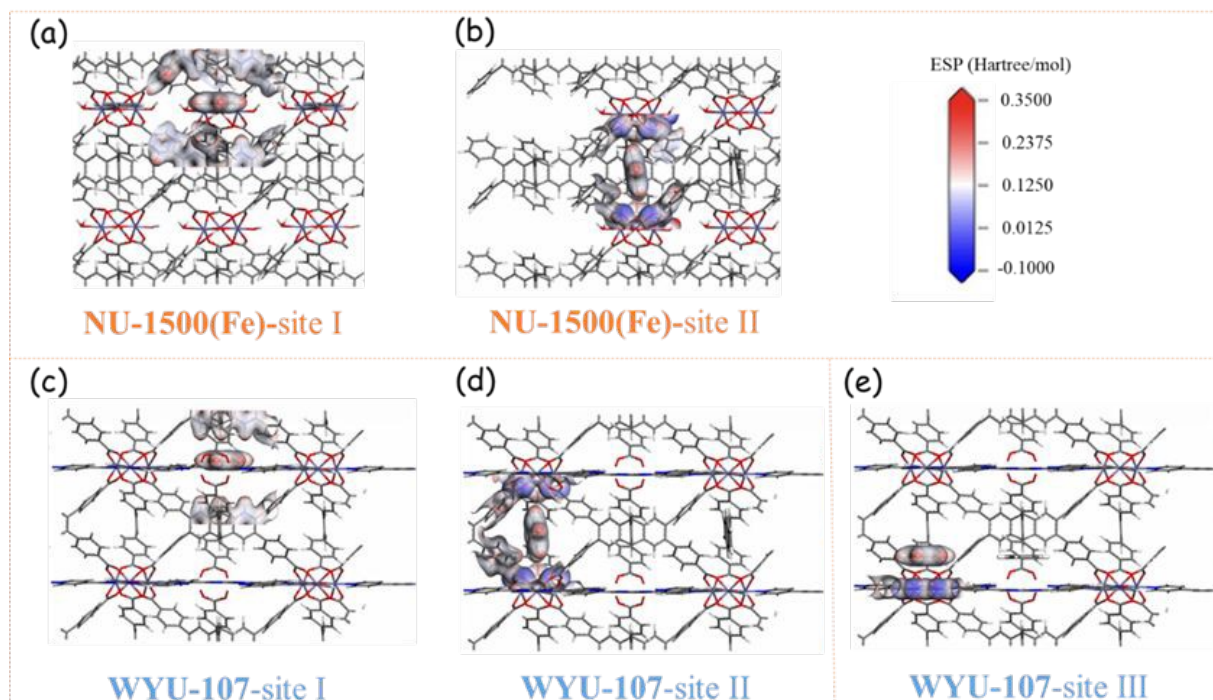 (a)
(b)
ESP (Hartree/mol)
0.3500
0.2375
0.1250
0.0125
-0.1000
NU-1500(Fe)-site I
NU-1500(Fe)-site II
(c)
(d)
(e)
WYU-107-site I
WYU-107-site II
WYU-107-site III